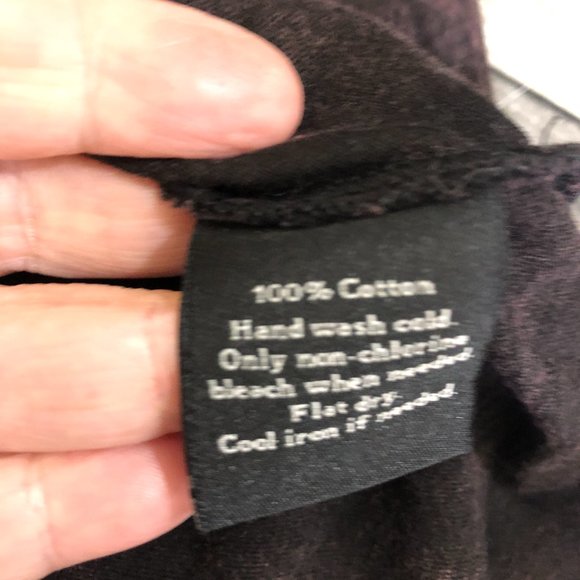 100% Cotton
Hand wash cold.
Only non-chlorine
bleach when needed.
Flat dry.
Cool iron if needed.